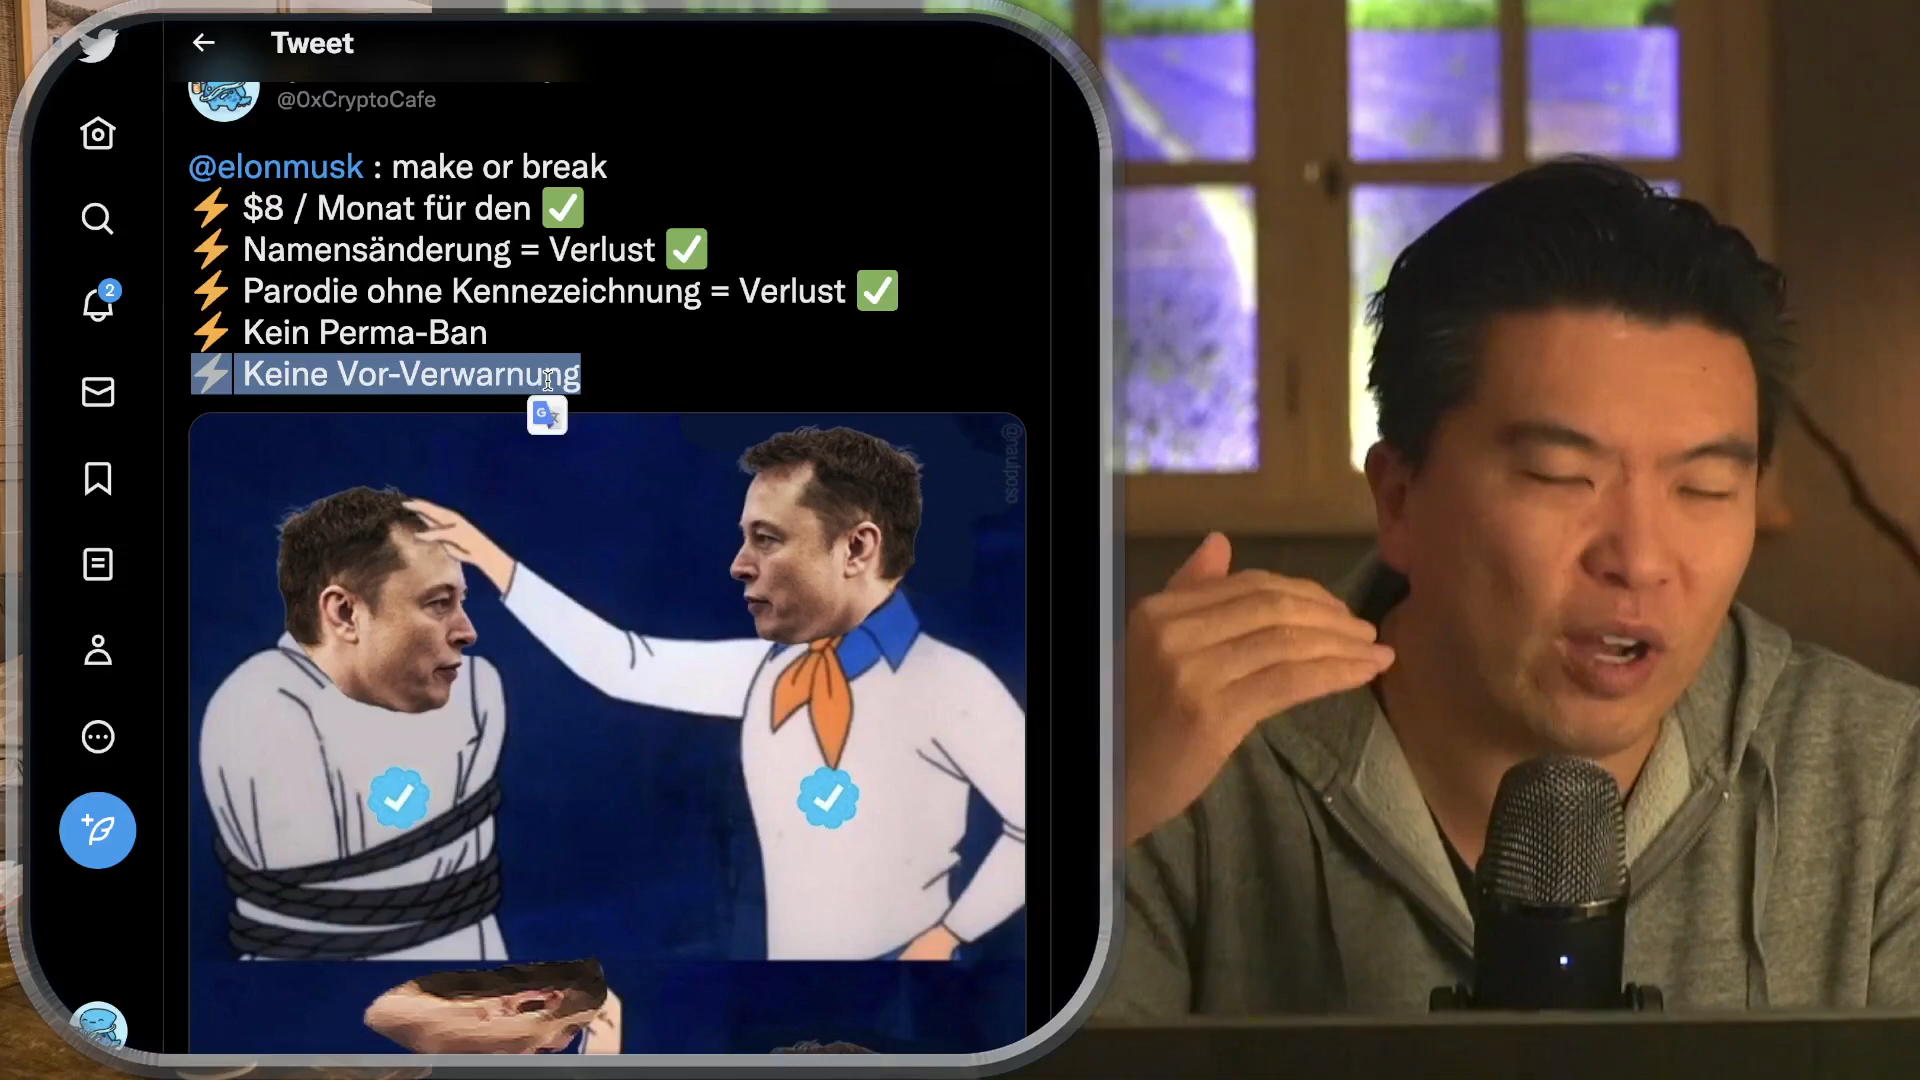 Tweet
@0xCryptoCafe
@elonmusk : make or break
⚡ $8 / Monat für den ✅
⚡ Namensänderung = Verlust ✅
⚡ Parodie ohne Kennezeichnung = Verlust ✅
⚡ Kein Perma-Ban
⚡ Keine Vor-Verwarnung
2
G
@naulposo